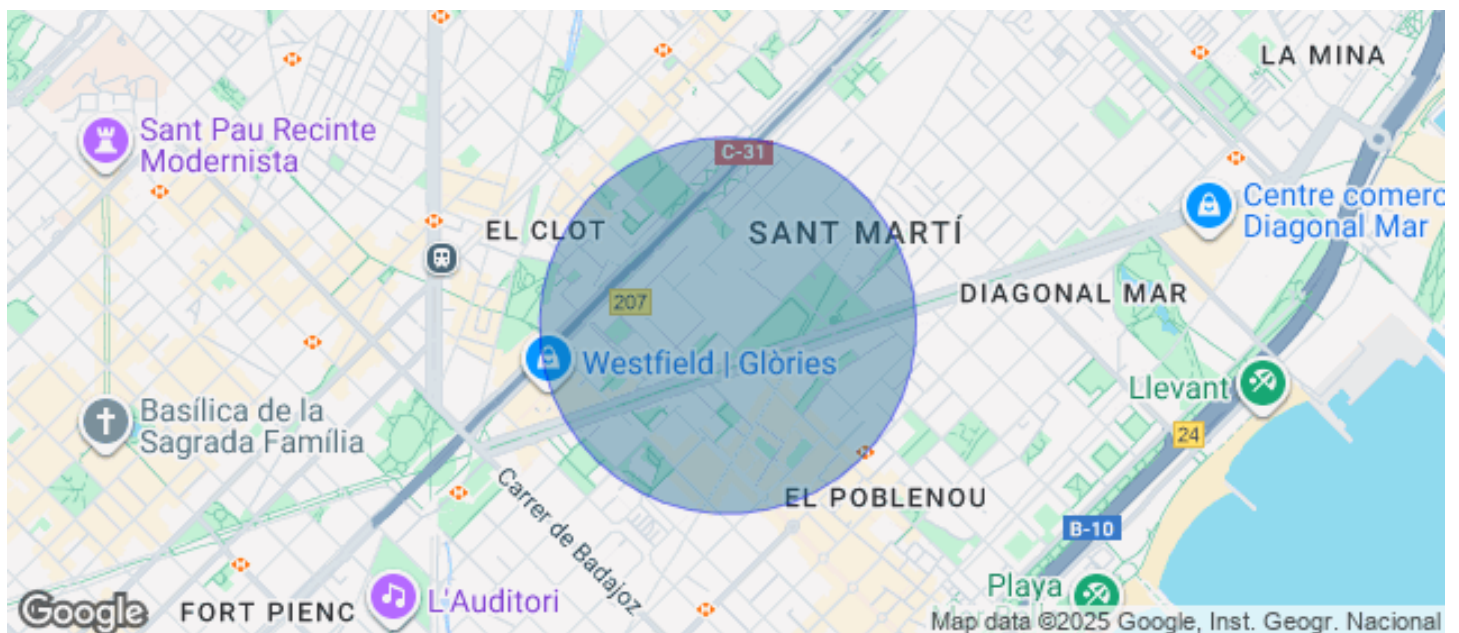 LA MINA
Sant Pau Recinte
Modernista
C-31
Centre comerc
Diagonal Mar
EL CLOT
SANT MARTÍ
207
DIAGONAL MAR
Westfield | Glòries
Llevant
Basílica de la
Sagrada Família
24
Carrer de Badajoz
EL POBLENOU
B-10
Playa
Google
FORT PIENC
L'Auditori
Map data ©2025 Google, Inst. Geogr. Nacional